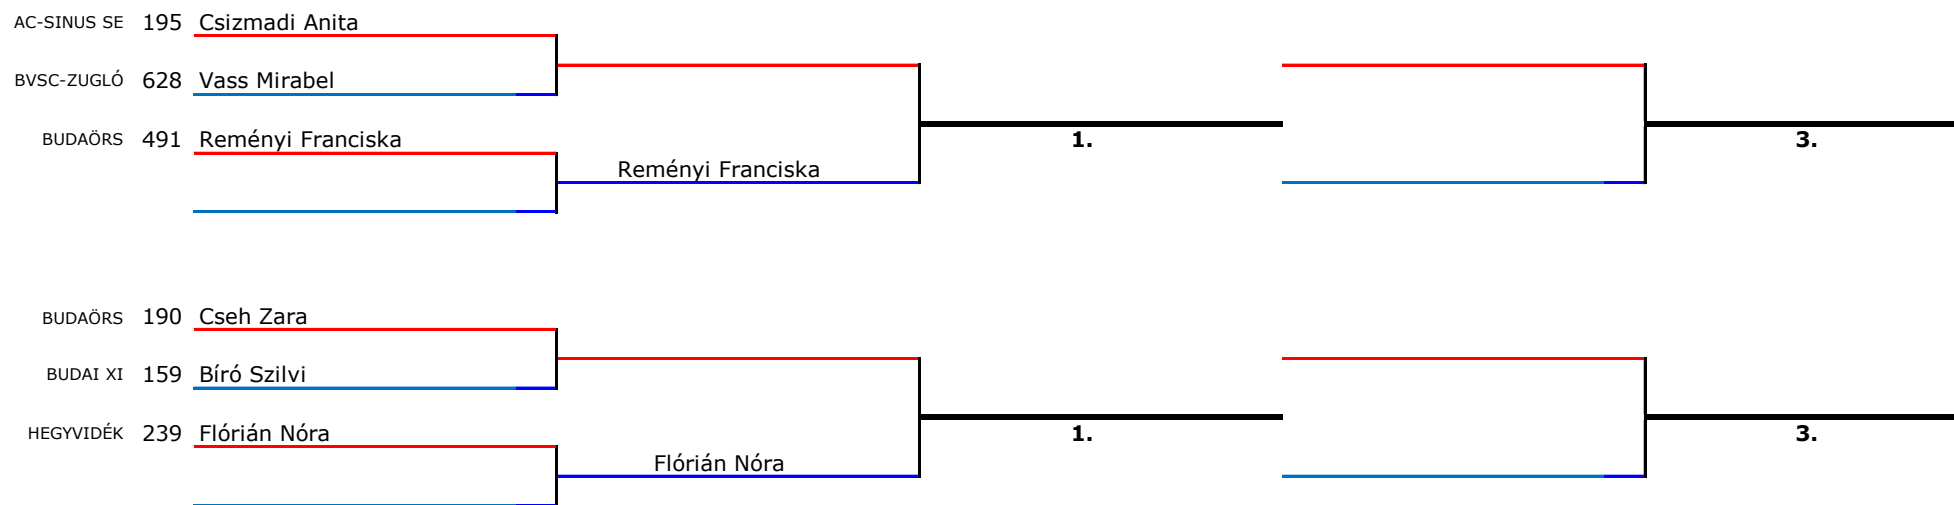 AC-SINUS SE 195 Csizmadi Anita
BVSC-ZUGLÓ 628 Vass Mirabel
BUDAÖRS 491 Reményi Franciska 1. 3.
Reményi Franciska
BUDAÖRS 190 Cseh Zara
BUDAI XI 159 Bíró Szilvi
HEGYVIDÉK 239 Flórián Nóra 1. 3.
Flórián Nóra